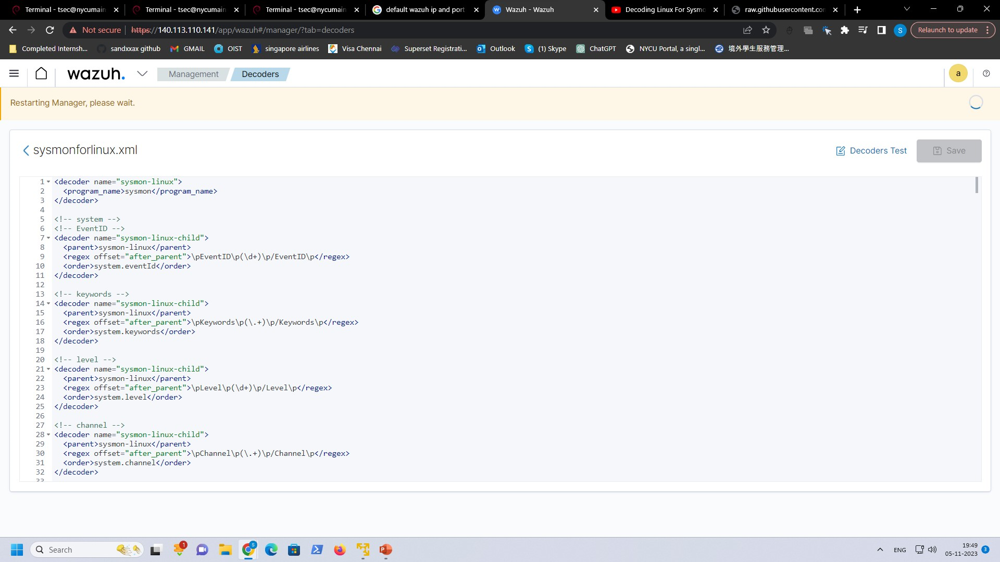 Terminal - tsec@nycumain
Terminal - tsec@nycumain
Terminal - tsec@nycumain
default wazuh ip and port
Wazuh - Wazuh
Decoding Linux For Sysmo
raw.githubusercontent.con
Not secure
https://140.113.110.141/app/wazuh#/manager/?tab=decoders
S
Relaunch to update
Completed Internsh...
sandxxax github
GMAIL
OIST
singapore airlines
Visa Chennai
Superset Registrati...
Outlook
(1) Skype
ChatGPT
NYCU Portal, a singl...
境外學生服務管理...
wazuh.
Management
Decoders
a
Restarting Manager, please wait.
sysmonforlinux.xml
Decoders Test
Save
1 <decoder name="sysmon-linux">
2 <program_name>sysmon</program_name>
3 </decoder>
4
5 <!-- system -->
6 <!-- EventID -->
7 <decoder name="sysmon-linux-child">
8 <parent>sysmon-linux</parent>
9 <regex offset="after_parent">\pEventID\p(\d+)\p/EventID\p</regex>
10 <order>system.eventId</order>
11 </decoder>
12
13 <!-- keywords -->
14 <decoder name="sysmon-linux-child">
15 <parent>sysmon-linux</parent>
16 <regex offset="after_parent">\pKeywords\p(\.+)\p/Keywords\p</regex>
17 <order>system.keywords</order>
18 </decoder>
19
20 <!-- level -->
21 <decoder name="sysmon-linux-child">
22 <parent>sysmon-linux</parent>
23 <regex offset="after_parent">\pLevel\p(\d+)\p/Level\p</regex>
24 <order>system.level</order>
25 </decoder>
26
27 <!-- channel -->
28 <decoder name="sysmon-linux-child">
29 <parent>sysmon-linux</parent>
30 <regex offset="after_parent">\pChannel\p(\.+)\p/Channel\p</regex>
31 <order>system.channel</order>
32 </decoder>
33
Search
1
S
ENG
19:49
05-11-2023
3